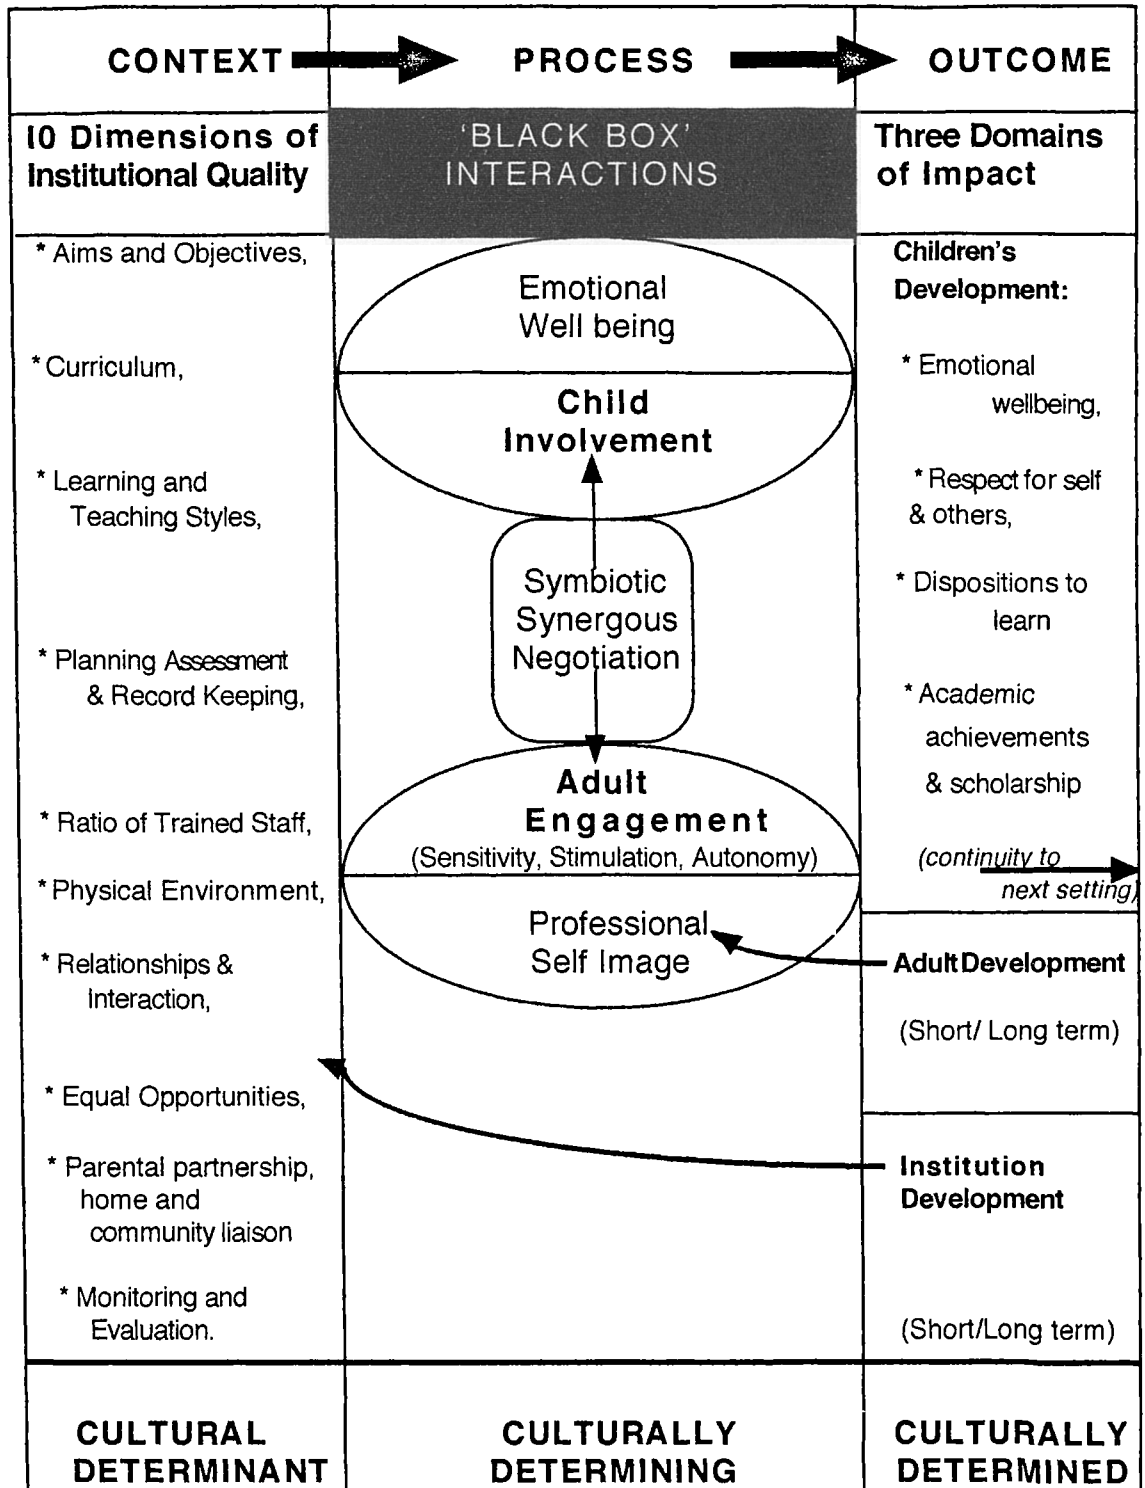 CONTEXT PROCESS OUTCOME
10 Dimensions of
Institutional Quality
* Aims and Objectives,
* Curriculum,
* Learning and
Teaching Styles,
* Planning Assessment
& Record Keeping,
* Ratio of Trained Staff,
* Physical Environment,
* Relationships &
Interaction,
* Equal Opportunities,
* Parental partnership,
home and
community liaison
* Monitoring and
Evaluation.
CULTURAL
DETERMINANT
'BLACK BOX'
INTERACTIONS
Emotional
Well being
Child
Involvement
Symbiotic
Synergous
Negotiation
Adult
Engagement
(Sensitivity, Stimulation, Autonomy)
Professional
Self Image
CULTURALLY
DETERMINING
Three Domains
of Impact
Children's
Development:
* Emotional
wellbeing,
* Respect for self
& others,
* Dispositions to
learn
* Academic
achievements
& scholarship
(continuity to
next setting)
Adult Development
(Short/ Long term)
Institution
Development
(Short/Long term)
CULTURALLY
DETERMINED